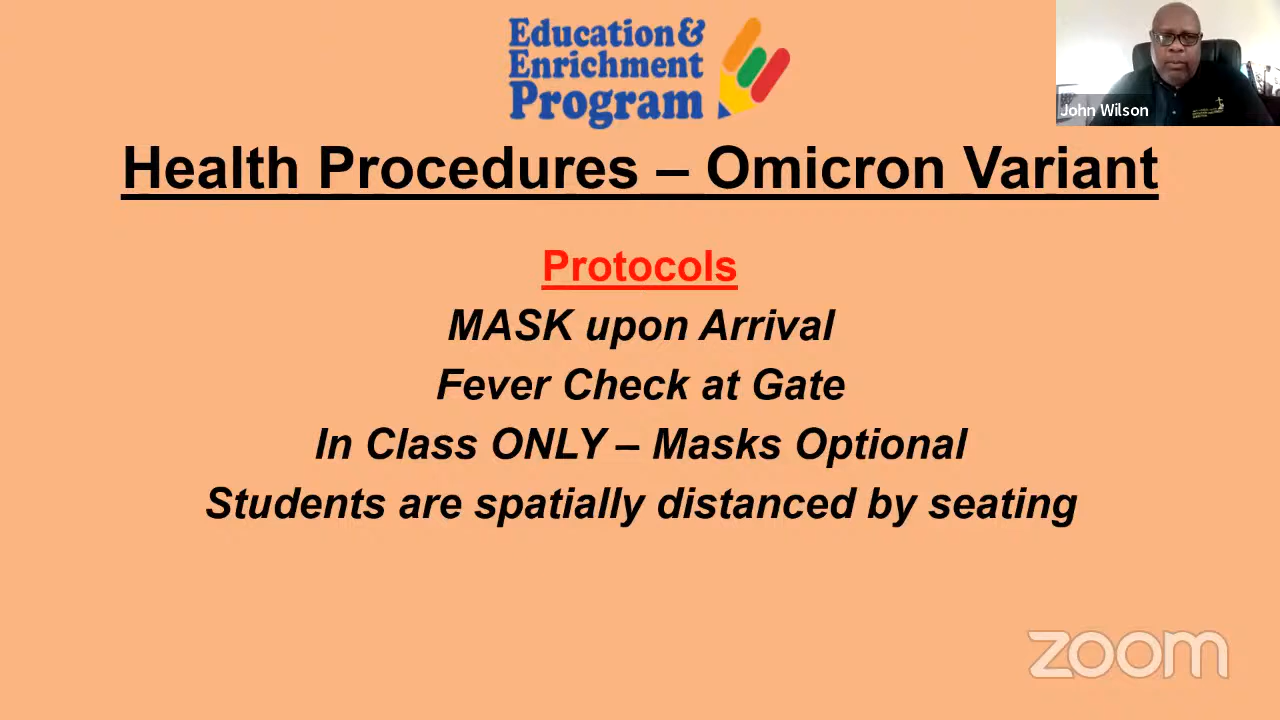 Education&
Enrichment
Program
John Wilson
Health Procedures – Omicron Variant
Protocols
MASK upon Arrival
Fever Check at Gate
In Class ONLY – Masks Optional
Students are spatially distanced by seating
zoom